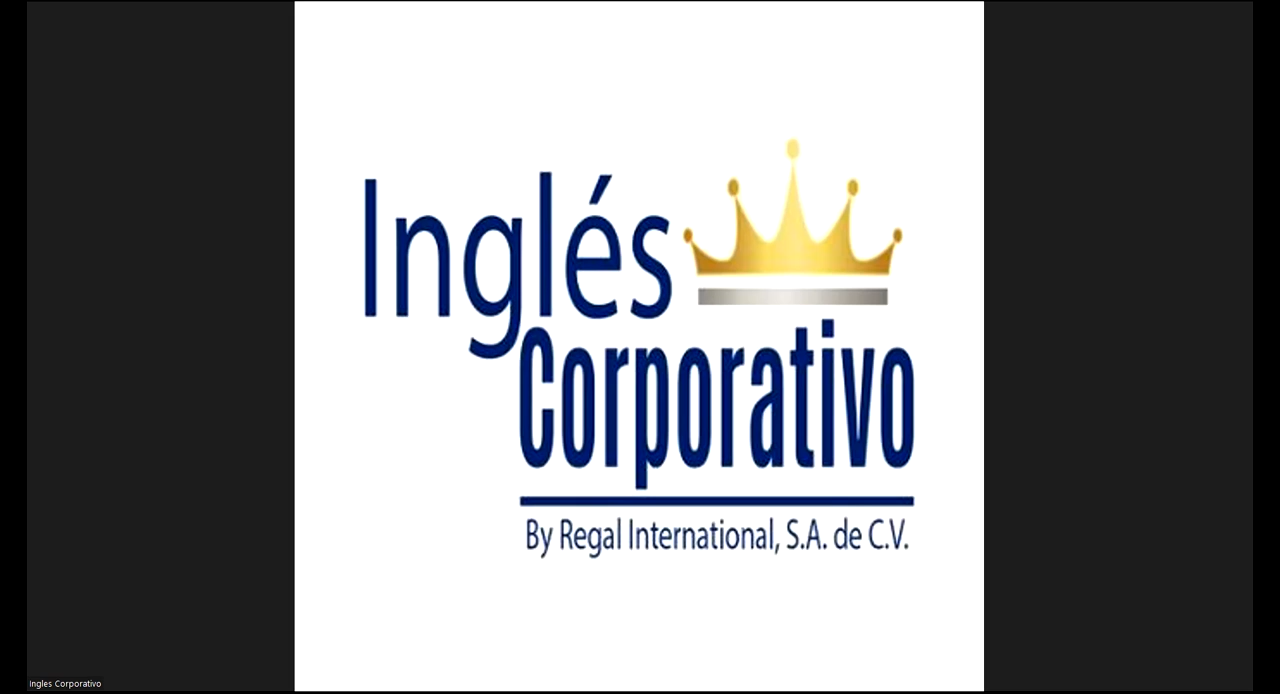 Inglés
Corporativo
By Regal International, S.A. de C.V.
Ingles Corporativo